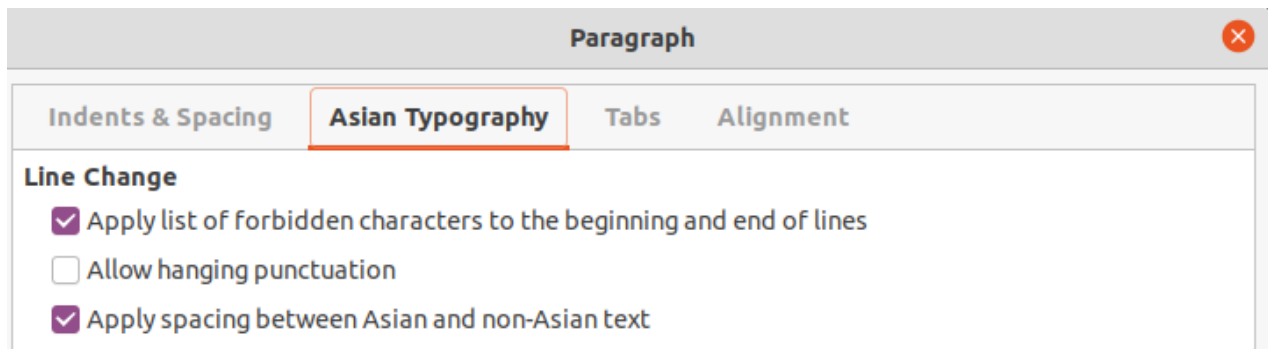 Paragraph
Indents & Spacing Asian Typography Tabs Alignment
Line Change
Apply list of forbidden characters to the beginning and end of lines
Allow hanging punctuation
Apply spacing between Asian and non-Asian text